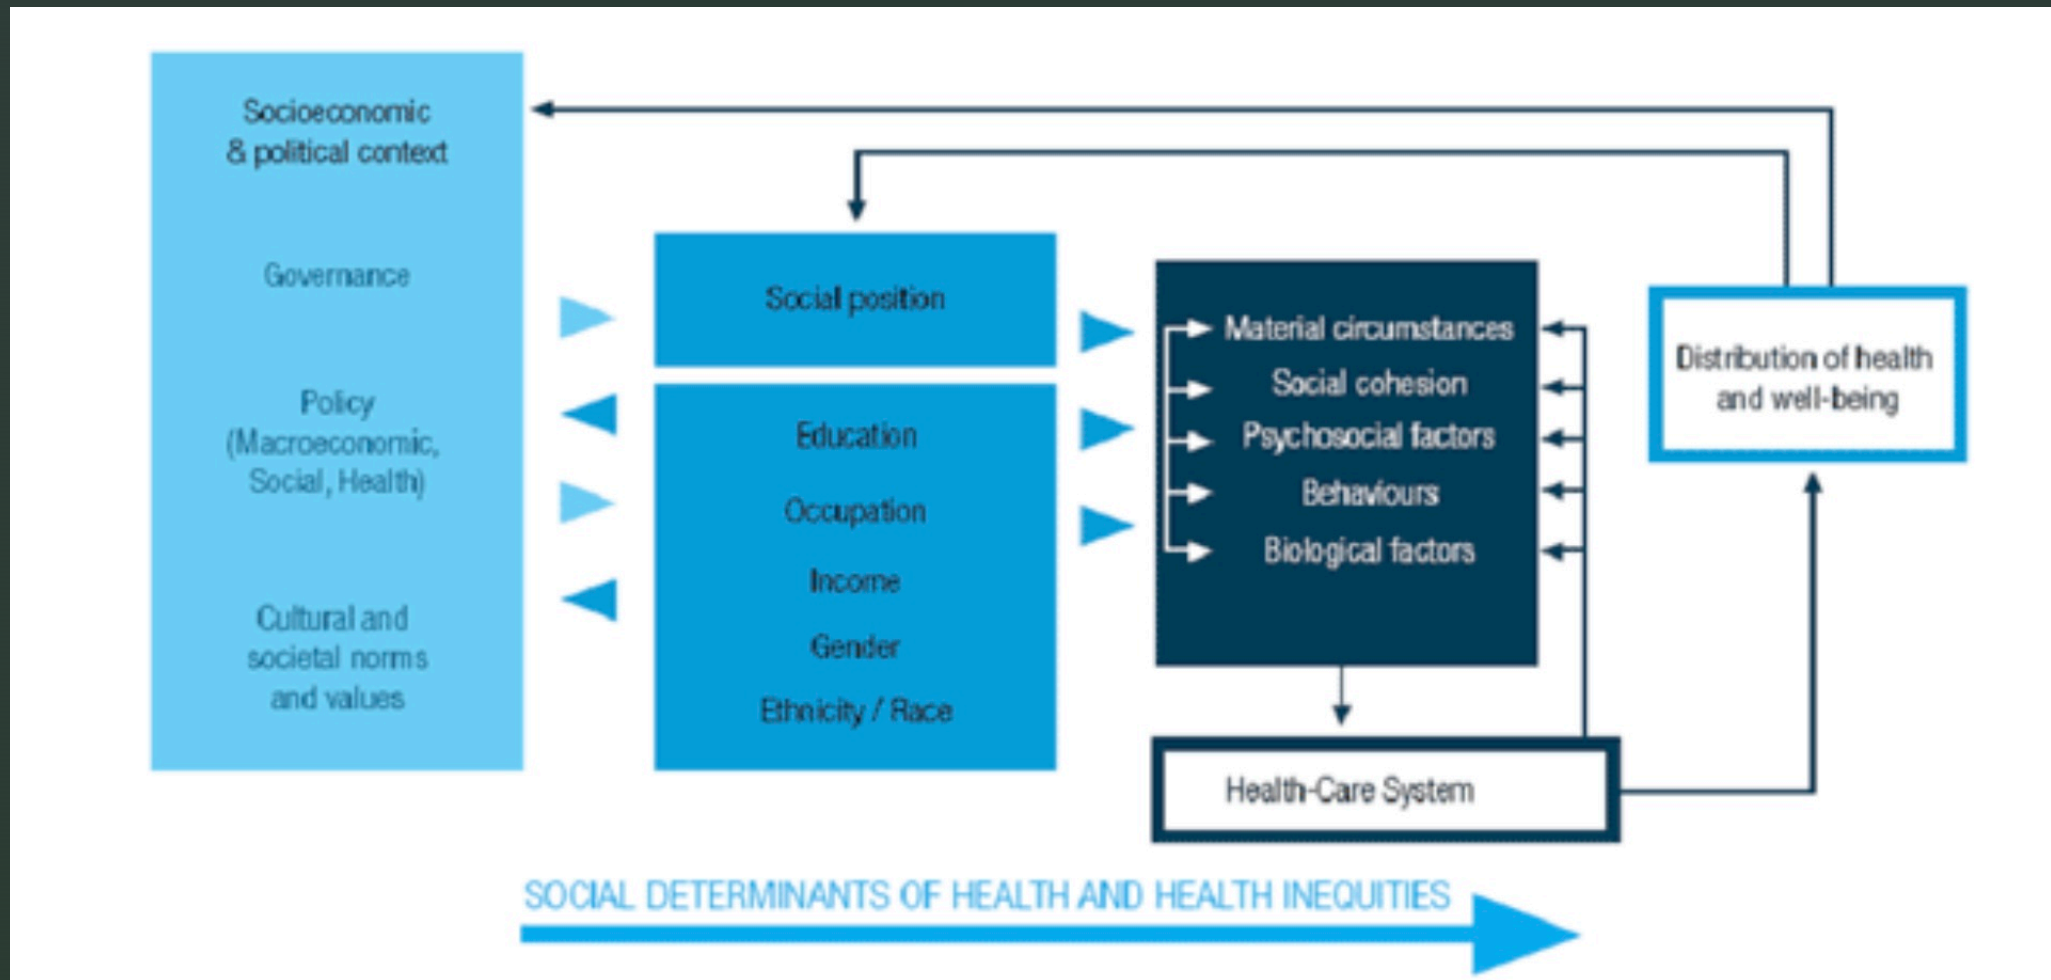 Socioeconomic
& political context
Governance
Policy
(Macroeconomic,
Social, Health)
Cultural and
societal norms
and values
Social position
Education
Occupation
Income
Gender
Ethnicity / Race
Material circumstances
Social cohesion
Psychosocial factors
Behaviours
Biological factors
Health-Care System
Distribution of health
and well-being
SOCIAL DETERMINANTS OF HEALTH AND HEALTH INEQUITIES